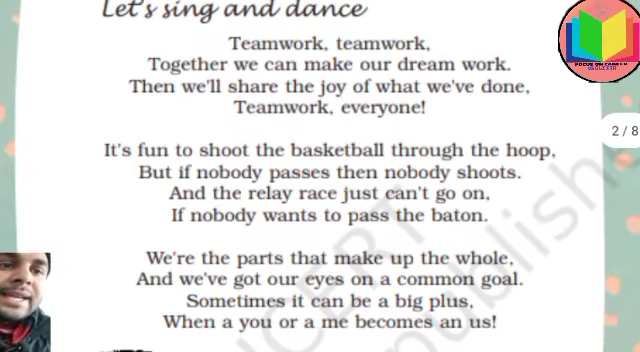 Let's sing and dance
Teamwork, teamwork,
Together we can make our dream work.
Then we'll share the joy of what we've done,
Teamwork, everyone!
It's fun to shoot the basketball through the hoop,
But if nobody passes then nobody shoots.
And the relay race just can't go on,
If nobody wants to pass the baton.
We're the parts that make up the whole,
And we've got our eyes on a common goal.
Sometimes it can be a big plus,
When a you or a me becomes an us!
2 / 8